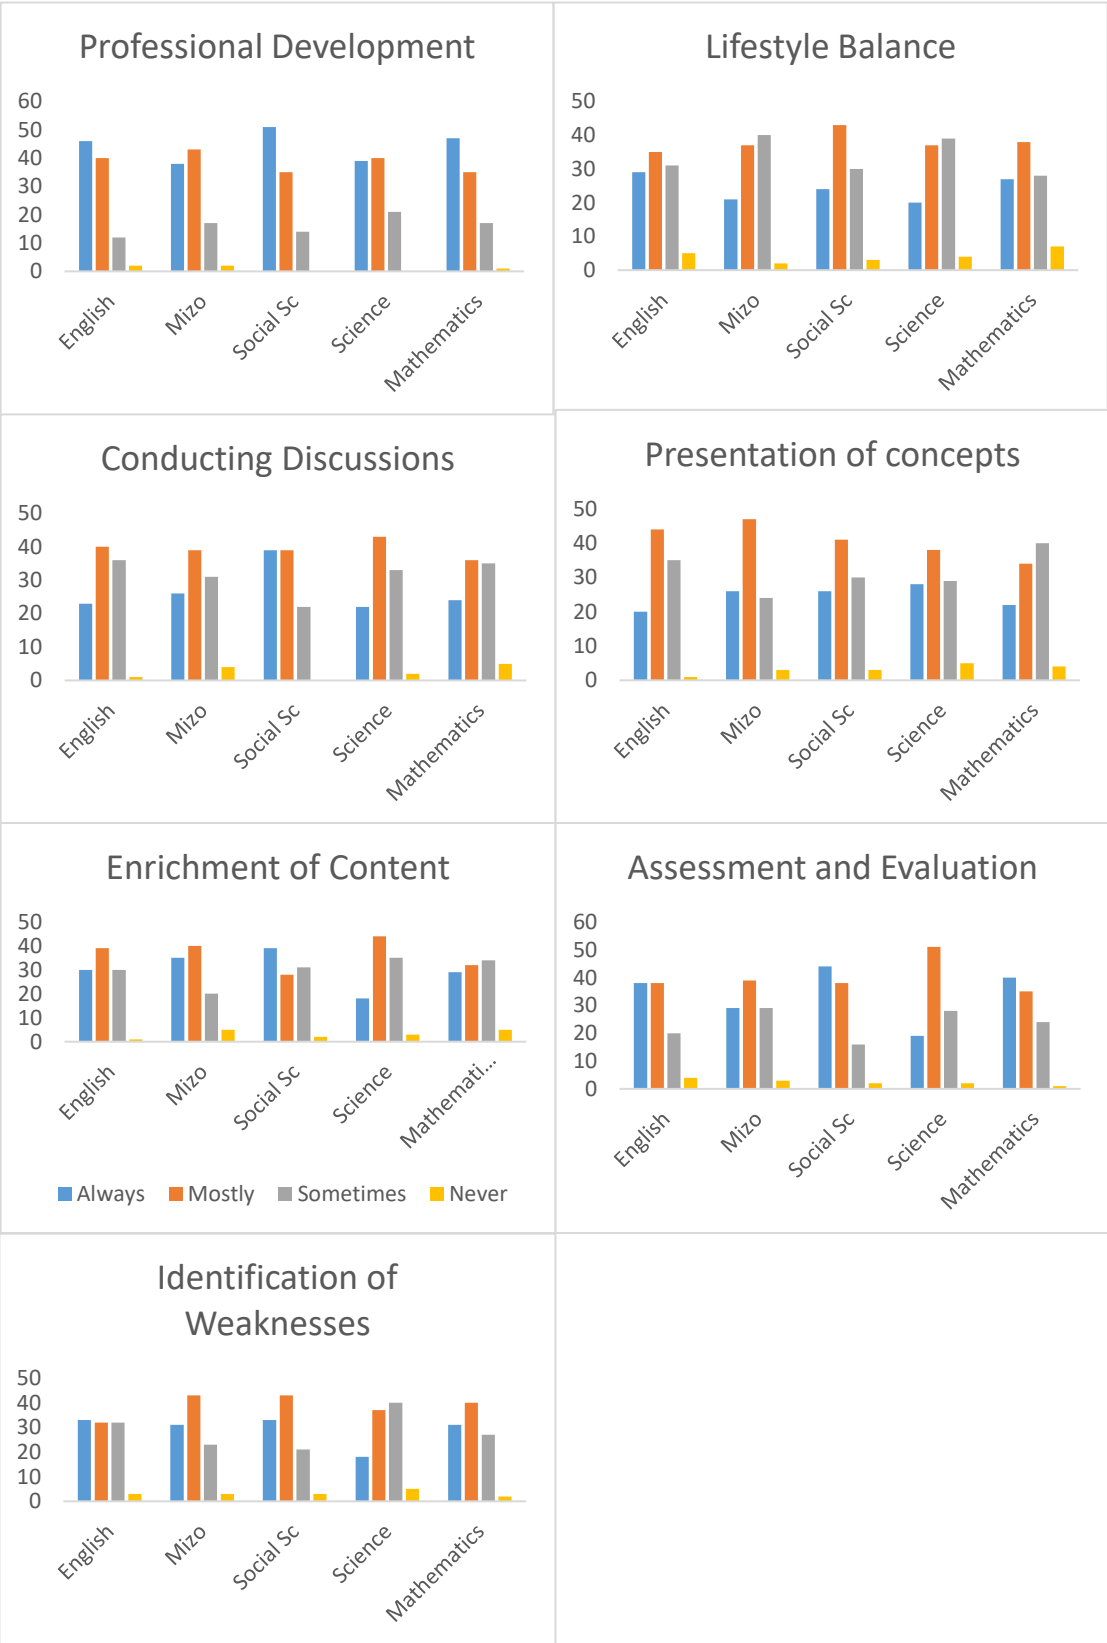 Professional Development
60
50
40
30
20
10
0
English
Mizo
Social Sc
Science
Mathematics
Lifestyle Balance
50
40
30
20
10
0
English
Mizo
Social Sc
Science
Mathematics
Conducting Discussions
50
40
30
20
10
0
English
Mizo
Social Sc
Science
Mathematics
Presentation of concepts
50
40
30
20
10
0
English
Mizo
Social Sc
Science
Mathematics
Enrichment of Content
50
40
30
20
10
0
English
Mizo
Social Sc
Science
Mathemati...
Always Mostly Sometimes Never
Assessment and Evaluation
60
50
40
30
20
10
0
English
Mizo
Social Sc
Science
Mathematics
Identification of
Weaknesses
50
40
30
20
10
0
English
Mizo
Social Sc
Science
Mathematics